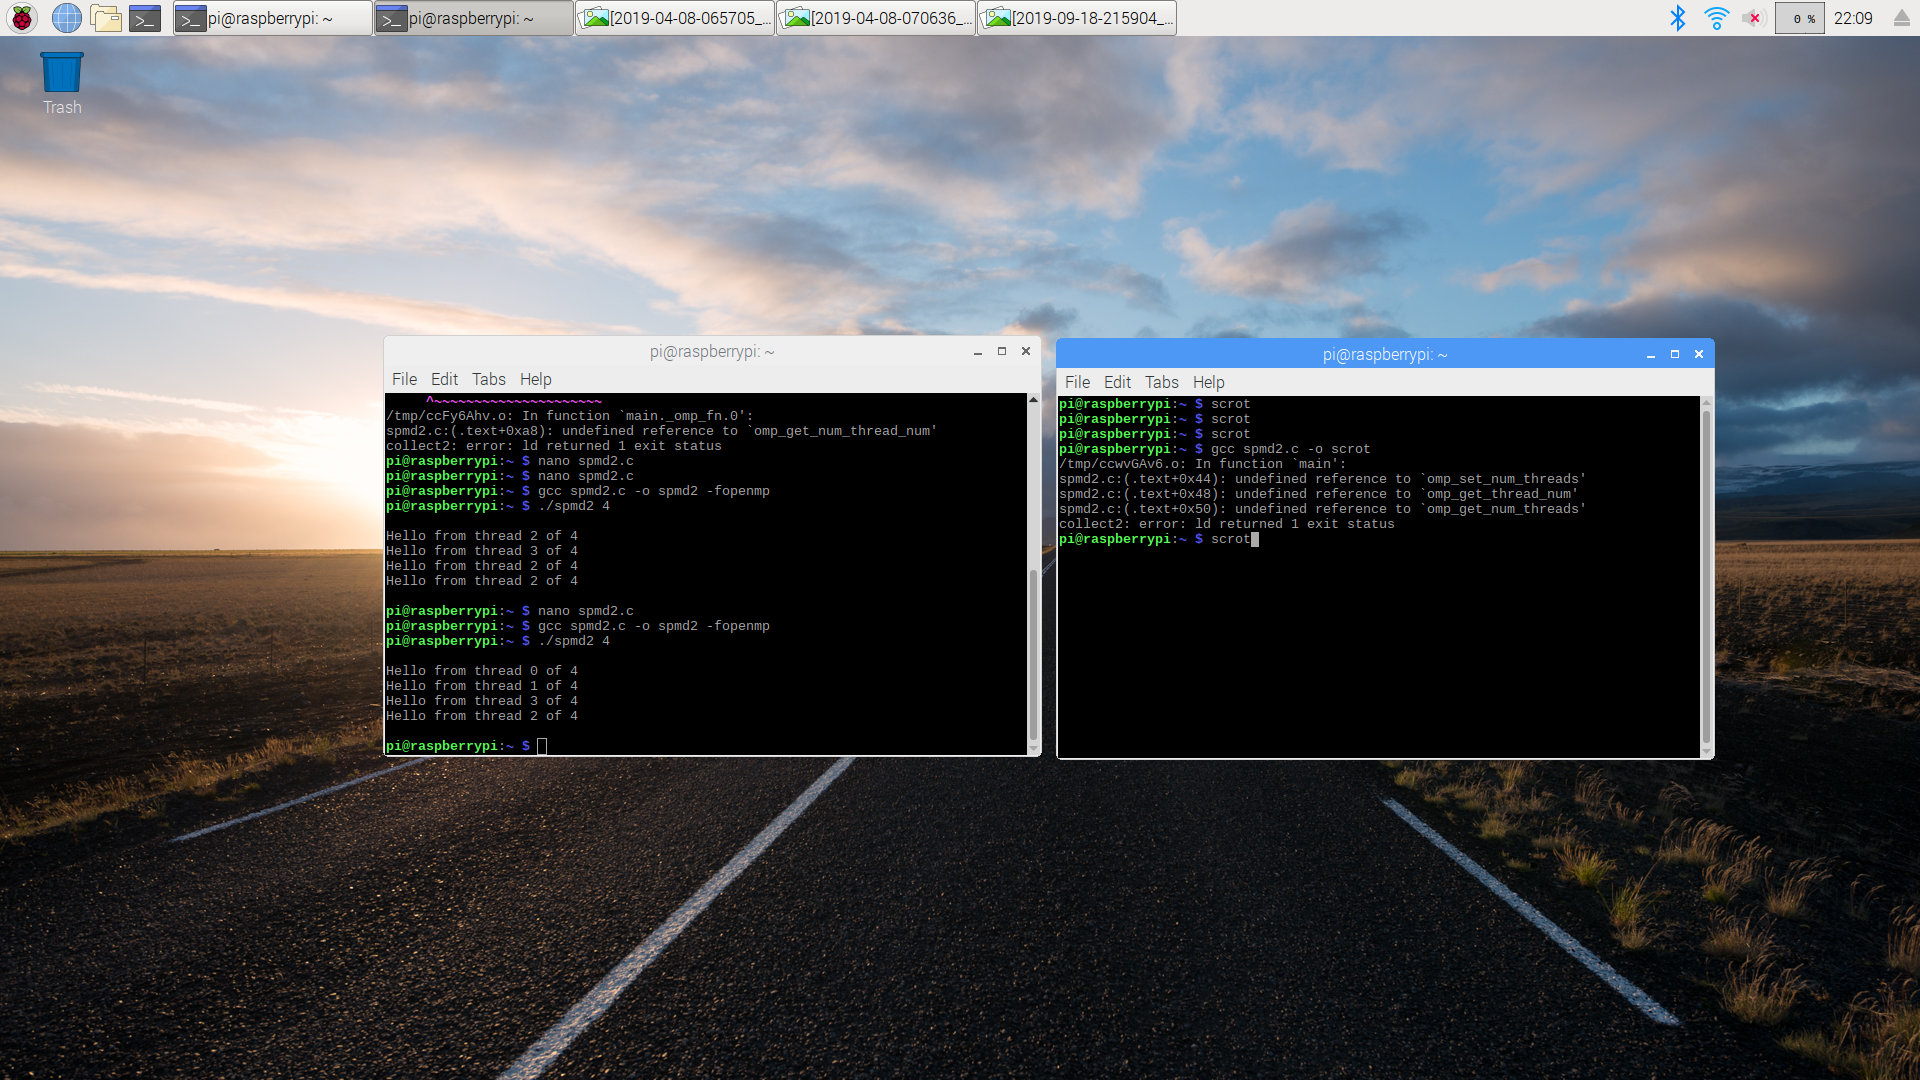 pi@raspberrypi: ~
pi@raspberrypi: ~
[2019-04-08-065705_...
[2019-04-08-070636_...
[2019-09-18-215904_...
0 %
22:09
Trash
pi@raspberrypi: ~
File Edit Tabs Help
^~~~~~~~~~~~~~~~~~~~~~
/tmp/ccFy6Ahv.o: In function `main._omp_fn.0':
spmd2.c:(.text+0xa8): undefined reference to `omp_get_num_thread_num'
collect2: error: ld returned 1 exit status
pi@raspberrypi:~ $ nano spmd2.c
pi@raspberrypi:~ $ nano spmd2.c
pi@raspberrypi:~ $ gcc spmd2.c -o spmd2 -fopenmp
pi@raspberrypi:~ $ ./spmd2 4
Hello from thread 2 of 4
Hello from thread 3 of 4
Hello from thread 2 of 4
Hello from thread 2 of 4
pi@raspberrypi:~ $ nano spmd2.c
pi@raspberrypi:~ $ gcc spmd2.c -o spmd2 -fopenmp
pi@raspberrypi:~ $ ./spmd2 4
Hello from thread 0 of 4
Hello from thread 1 of 4
Hello from thread 3 of 4
Hello from thread 2 of 4
pi@raspberrypi:~ $
pi@raspberrypi: ~
File Edit Tabs Help
pi@raspberrypi:~ $ scrot
pi@raspberrypi:~ $ scrot
pi@raspberrypi:~ $ scrot
pi@raspberrypi:~ $ gcc spmd2.c -o scrot
/tmp/ccwvGAv6.o: In function `main':
spmd2.c:(.text+0x44): undefined reference to `omp_set_num_threads'
spmd2.c:(.text+0x48): undefined reference to `omp_get_thread_num'
spmd2.c:(.text+0x50): undefined reference to `omp_get_num_threads'
collect2: error: ld returned 1 exit status
pi@raspberrypi:~ $ scrot